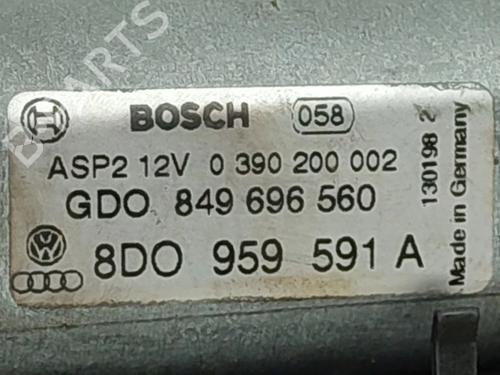 BOSCH 058
ASP2 12V 0 390 200 002
GDO 849 696 560
8DO 959 591 A
130198 2
Made in Germany
PARTS